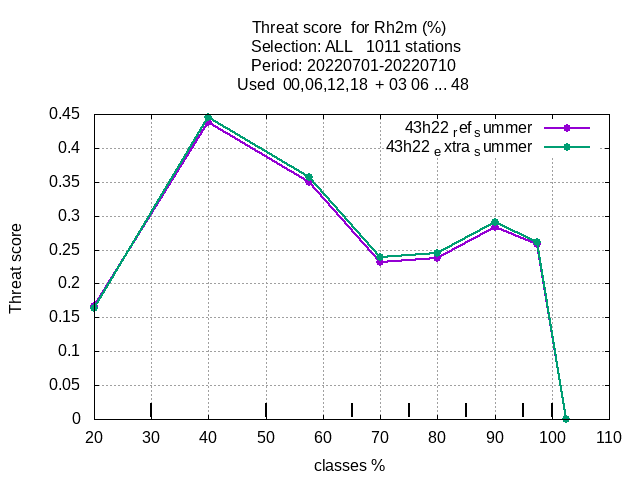 Threat score  for Rh2m (%)
Selection: ALL   1011 stations
Period: 20220701-20220710
Used  00,06,12,18  + 03 06 ... 48
43h22 ref summer
43h22 extra summer
0.45
0.4
0.35
0.3
0.25
0.2
0.15
0.1
0.05
0
Threat score
20 30 40 50 60 70 80 90 100 110
classes %